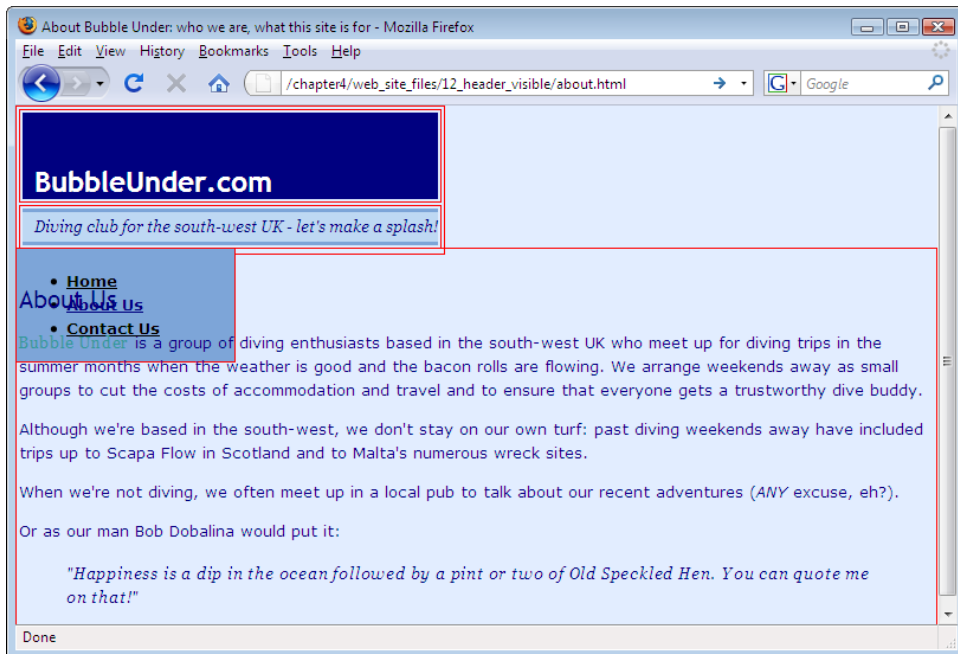 About Bubble Under: who we are, what this site is for - Mozilla Firefox
File Edit View History Bookmarks Tools Help
/chapter4/web_site_files/12_header_visible/about.html
G Google
BubbleUnder.com
Diving club for the south-west UK - let's make a splash!
Home
About Us
About Us
Contact Us
Bubble Under is a group of diving enthusiasts based in the south-west UK who meet up for diving trips in the
summer months when the weather is good and the bacon rolls are flowing. We arrange weekends away as small
groups to cut the costs of accommodation and travel and to ensure that everyone gets a trustworthy dive buddy.
Although we're based in the south-west, we don't stay on our own turf: past diving weekends away have included
trips up to Scapa Flow in Scotland and to Malta's numerous wreck sites.
When we're not diving, we often meet up in a local pub to talk about our recent adventures (ANY excuse, eh?).
Or as our man Bob Dobalina would put it:
"Happiness is a dip in the ocean followed by a pint or two of Old Speckled Hen. You can quote me
on that!"
Done